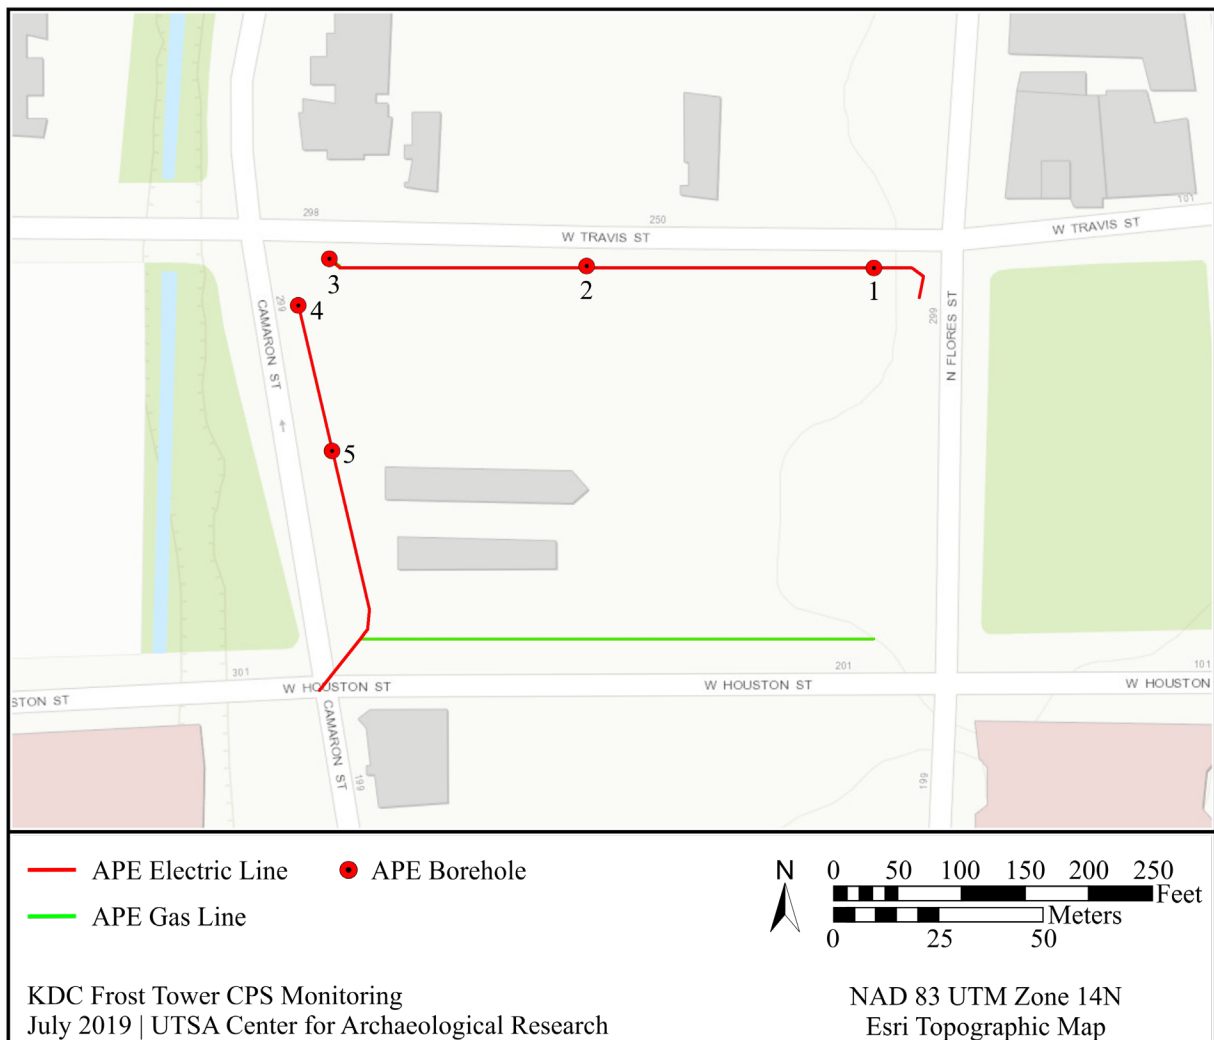 298
250
101
W TRAVIS ST
W TRAVIS ST
3
2
1
4
299
CAMARON ST
299
N FLORES ST
5
301
201
101
W HOUSTON ST
W HOUSTON ST
W HOUSTON
STON ST
CAMARON ST
199
199
APE Electric Line
APE Borehole
APE Gas Line
N
0 50 100 150 200 250
Feet
Meters
0 25 50
KDC Frost Tower CPS Monitoring
July 2019 | UTSA Center for Archaeological Research
NAD 83 UTM Zone 14N
Esri Topographic Map